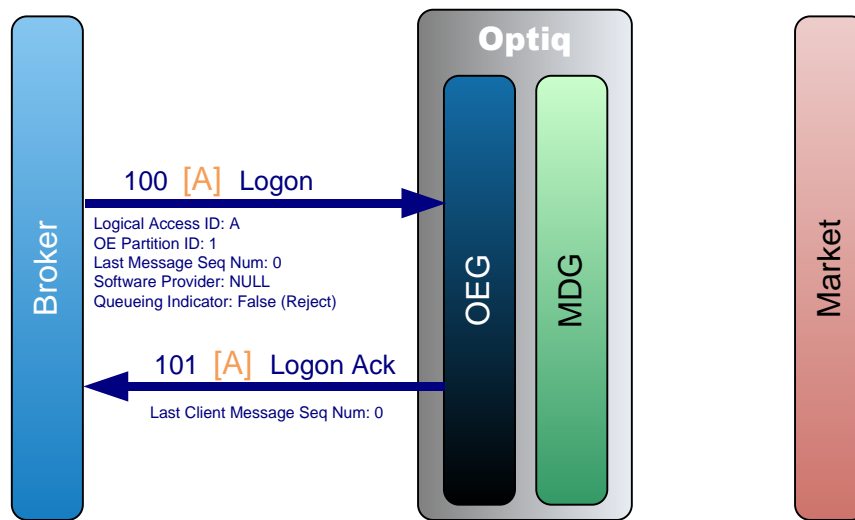 Optiq
100 [A] Logon
Logical Access ID: A
OE Partition ID: 1
Last Message Seq Num: 0
Software Provider: NULL
Queueing Indicator: False (Reject)
Broker
OEG
MDG
Market
101 [A] Logon Ack
Last Client Message Seq Num: 0